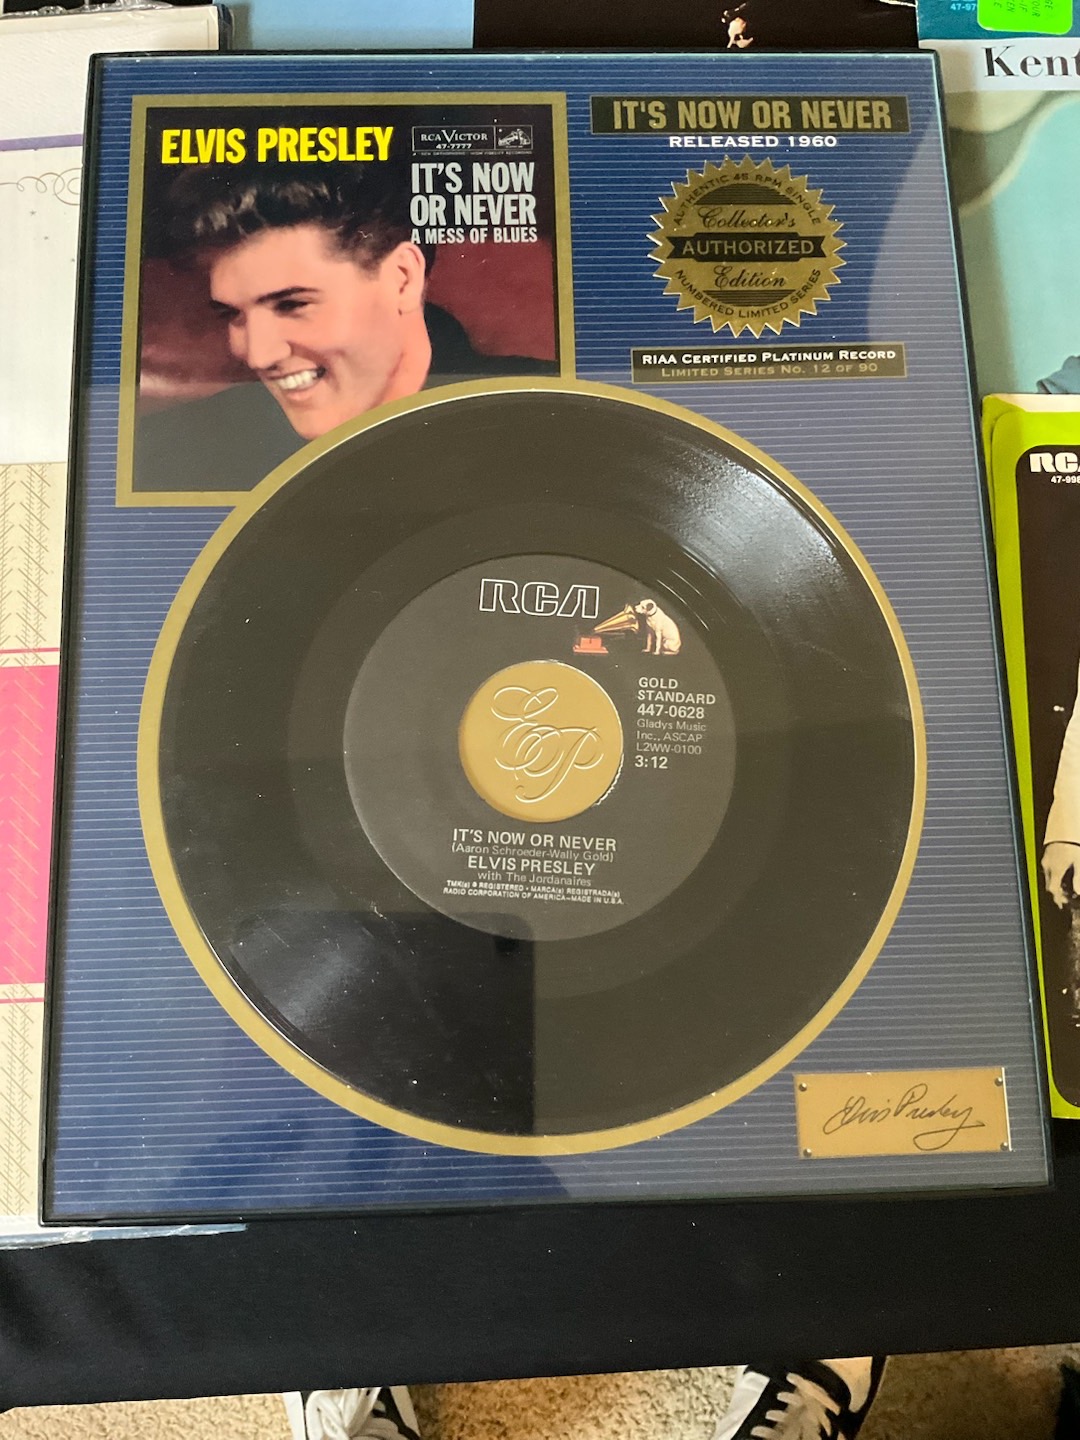 ELVIS PRESLEY
RCA VICTOR
47-7777
IT'S NOW
OR NEVER
A MESS OF BLUES
IT'S NOW OR NEVER
RELEASED 1960
AUTHENTIC 45 RPM SINGLE
Collector's
AUTHORIZED
Edition
NUMBERED LIMITED SERIES
RIAA CERTIFIED PLATINUM RECORD
LIMITED SERIES NO. 12 OF 90
RCA
GOLD
STANDARD
447-0628
Gladys Music
Inc., ASCAP
L2WW-0100
3:12
EP
IT'S NOW OR NEVER
(Aaron Schroeder-Wally Gold)
ELVIS PRESLEY
with The Jordanaires
TMK(s) ® REGISTERED • MARCA(s) REGISTRADA(s)
RADIO CORPORATION OF AMERICA—MADE IN U.S.A.
Elvis Presley
Kent
RCA